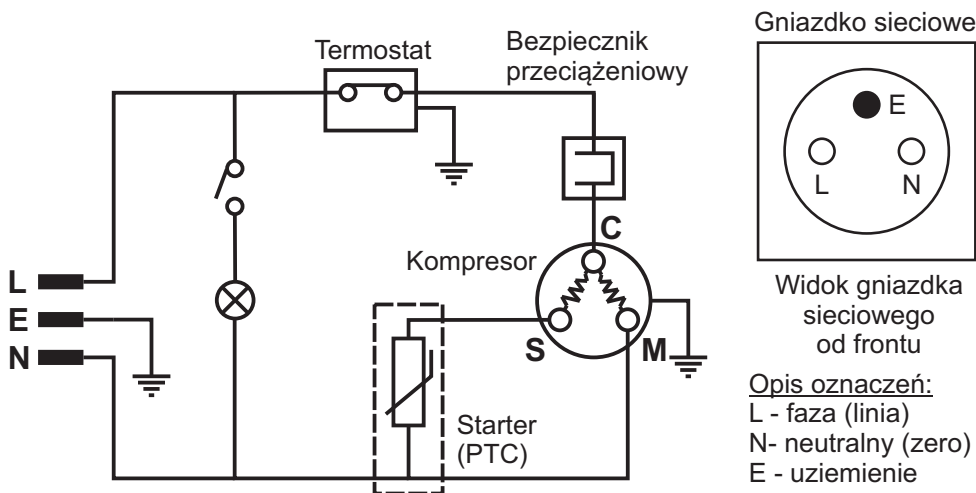 Termostat
Bezpiecznik
przeciążeniowy
Kompresor
C
S
M
L
E
N
Starter
(PTC)
Gniazdko sieciowe
E
L
N
Widok gniazdka
sieciowego
od frontu
Opis oznaczeń:
L - faza (linia)
N- neutralny (zero)
E - uziemienie